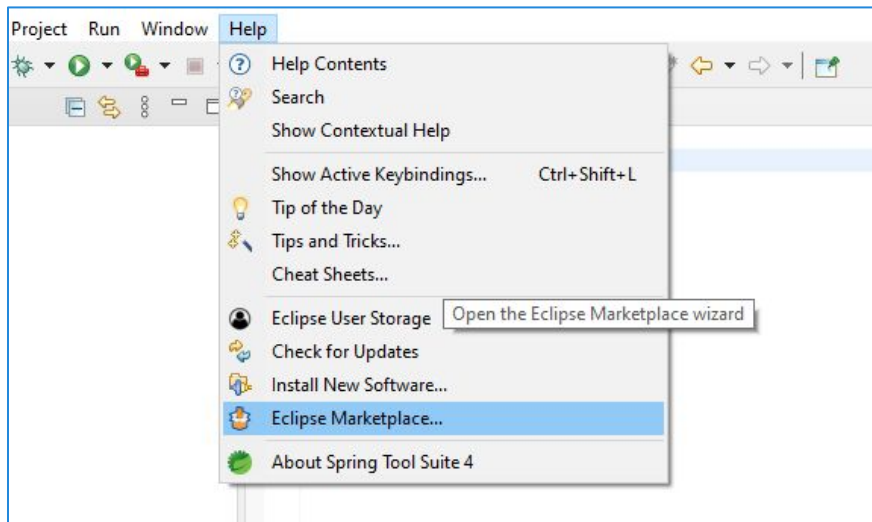 Project Run Window Help
Help Contents
Search
Show Contextual Help
Show Active Keybindings... Ctrl+Shift+L
Tip of the Day
Tips and Tricks...
Cheat Sheets...
Eclipse User Storage
Open the Eclipse Marketplace wizard
Check for Updates
Install New Software...
Eclipse Marketplace...
About Spring Tool Suite 4